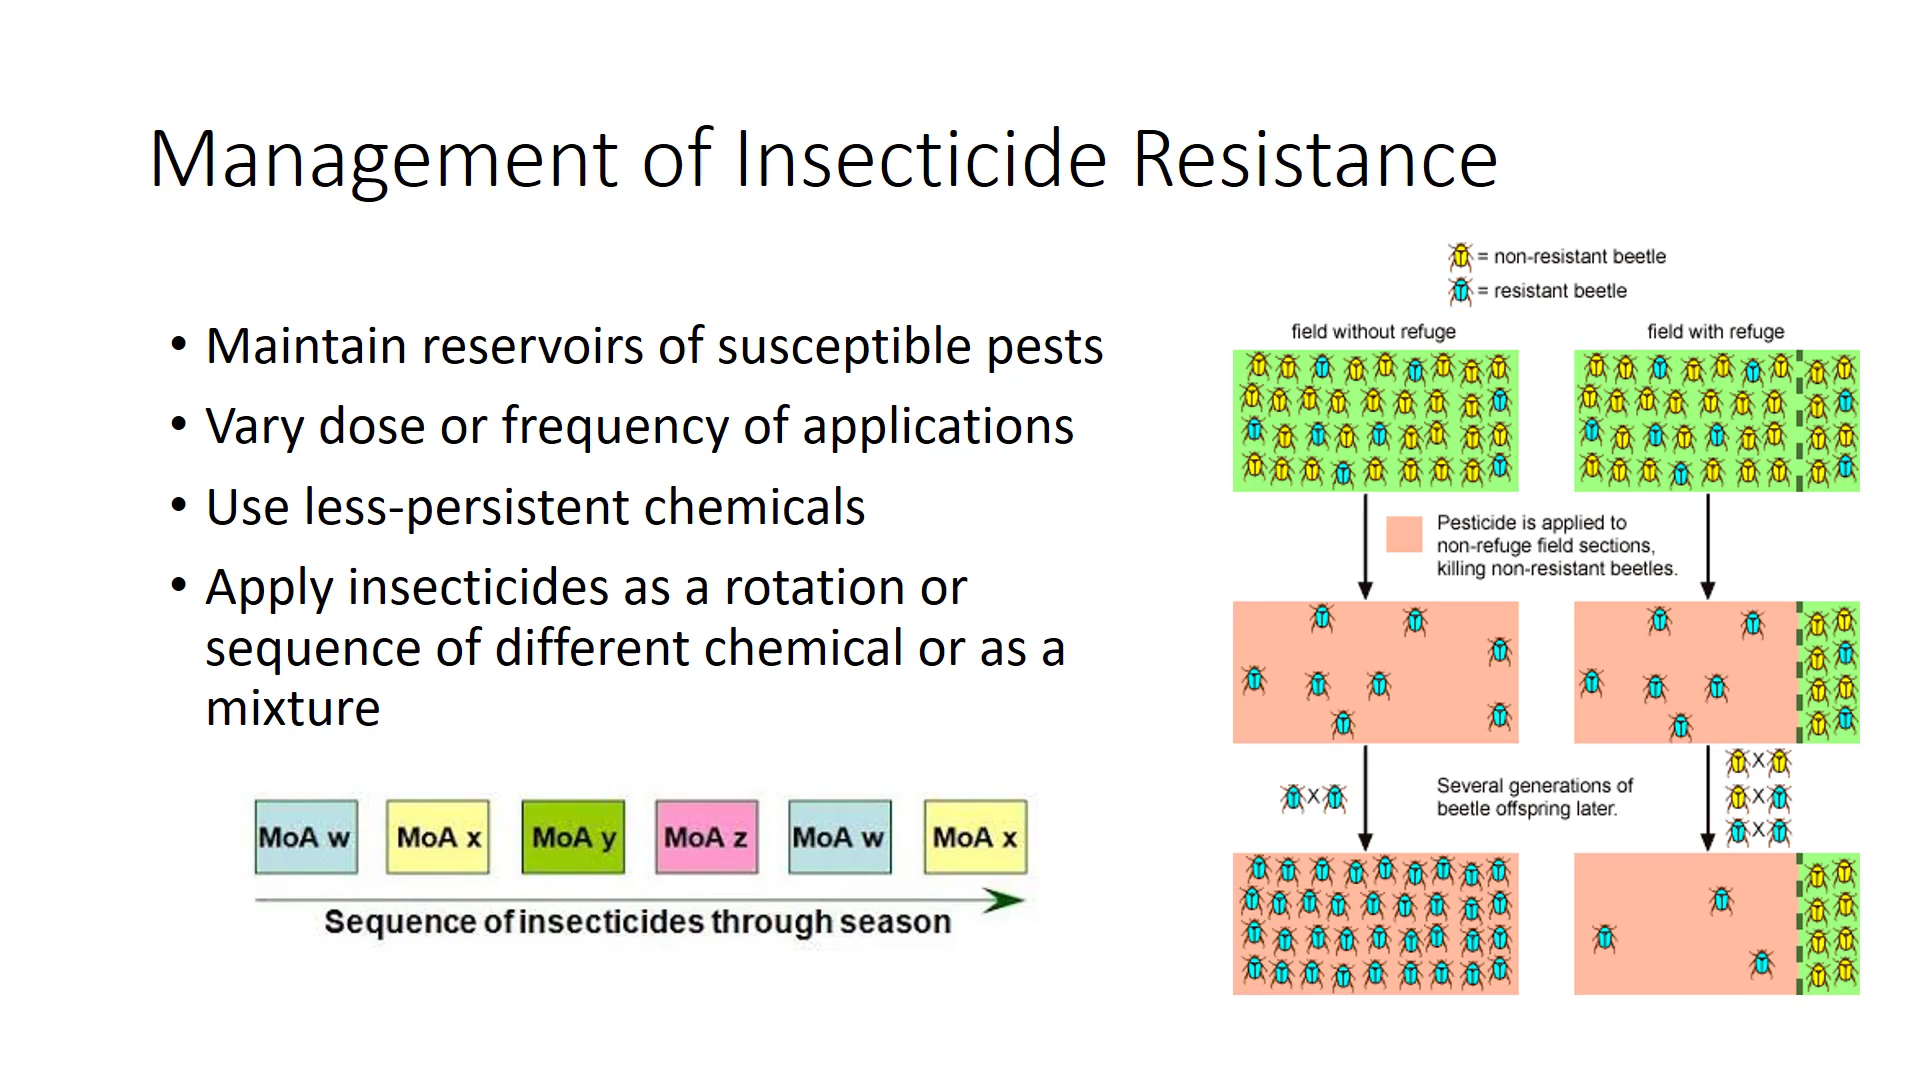 Management of Insecticide Resistance
• Maintain reservoirs of susceptible pests
• Vary dose or frequency of applications
• Use less-persistent chemicals
• Apply insecticides as a rotation or
sequence of different chemical or as a
mixture
MoA w MoA x MoA y MoA z MoA w MoA x
Sequence of insecticides through season
= non-resistant beetle
= resistant beetle
field without refuge
field with refuge
Pesticide is applied to
non-refuge field sections,
killing non-resistant beetles.
X
Several generations of
beetle offspring later.
X
X
X